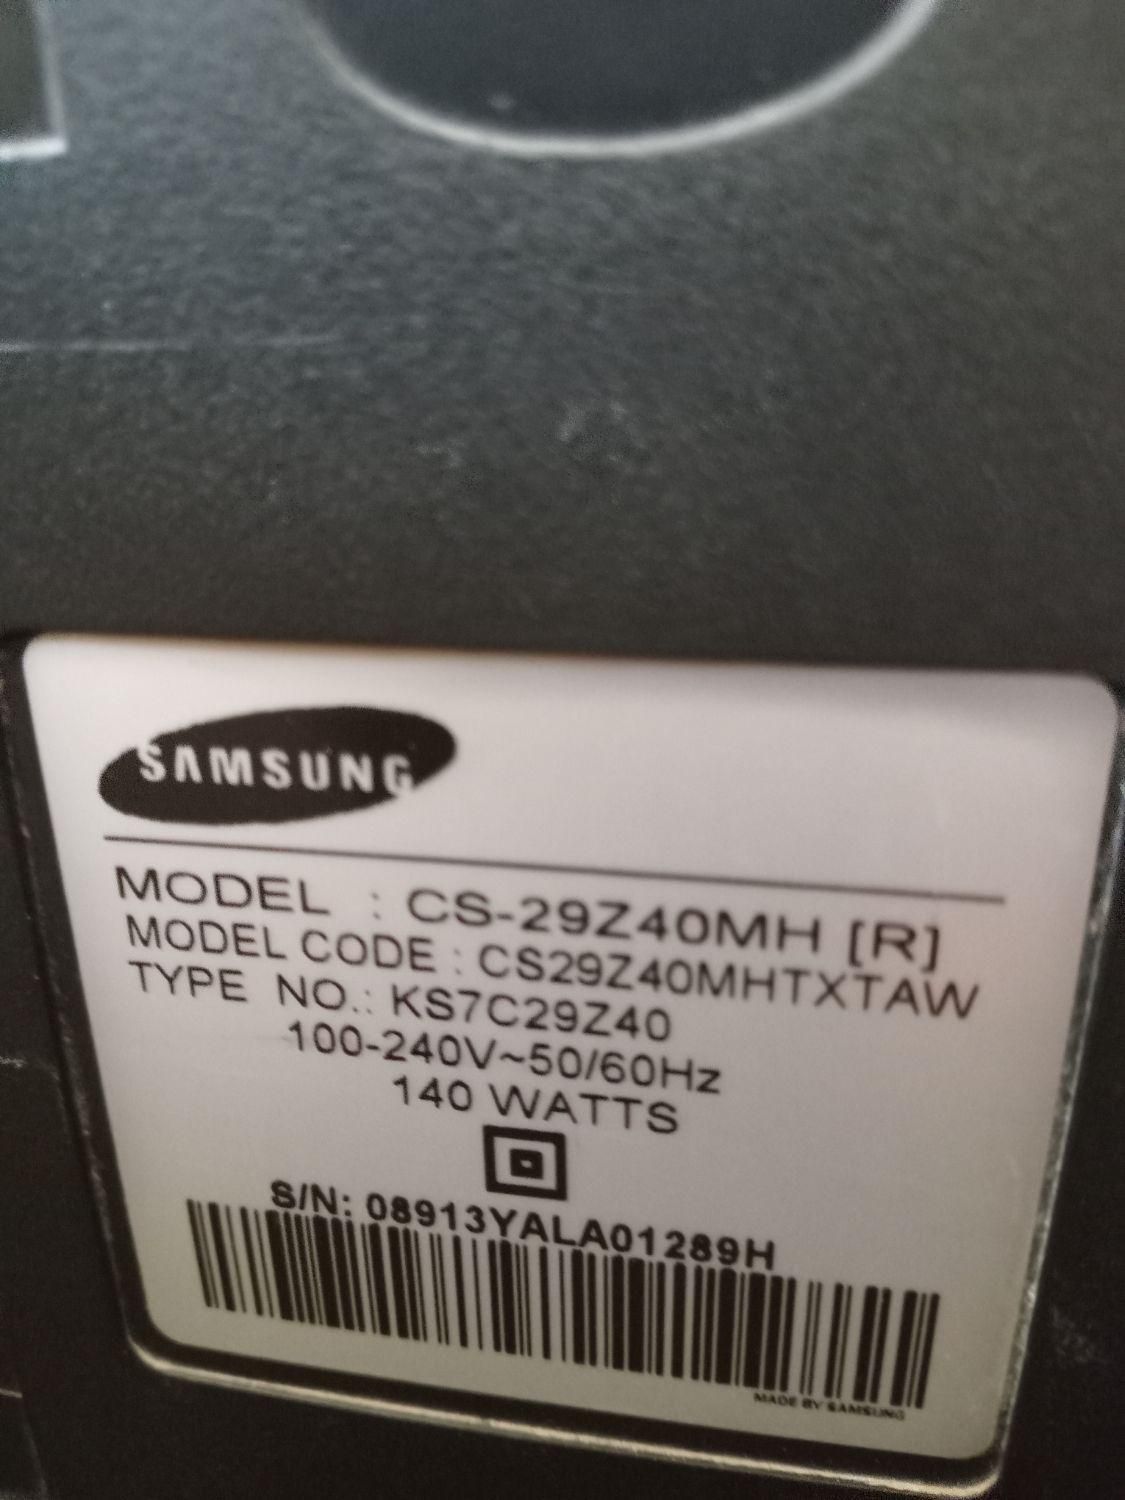 SAMSUNG
MODEL : CS-29Z40MH [R]
MODEL CODE : CS29Z40MHTXTAW
TYPE NO.: KS7C29Z40
100-240V~50/60Hz
140 WATTS
S/N: 08913YALA01289H
MADE BY SAMSUNG